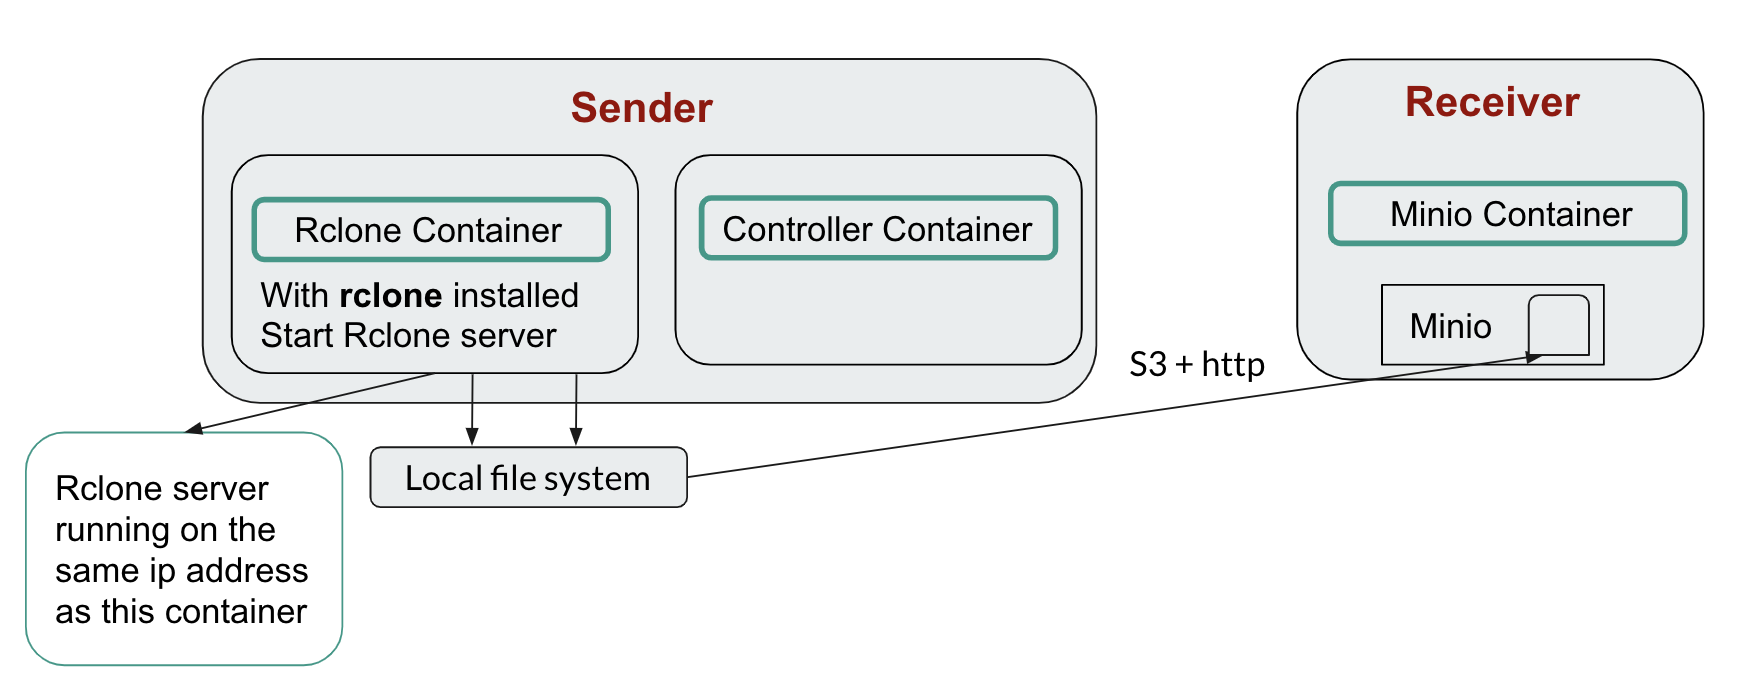 Sender
Receiver
Rclone Container
Controller Container
Minio Container
With rclone installed
Start Rclone server
Minio
S3 + http
Local file system
Rclone server
running on the
same ip address
as this container